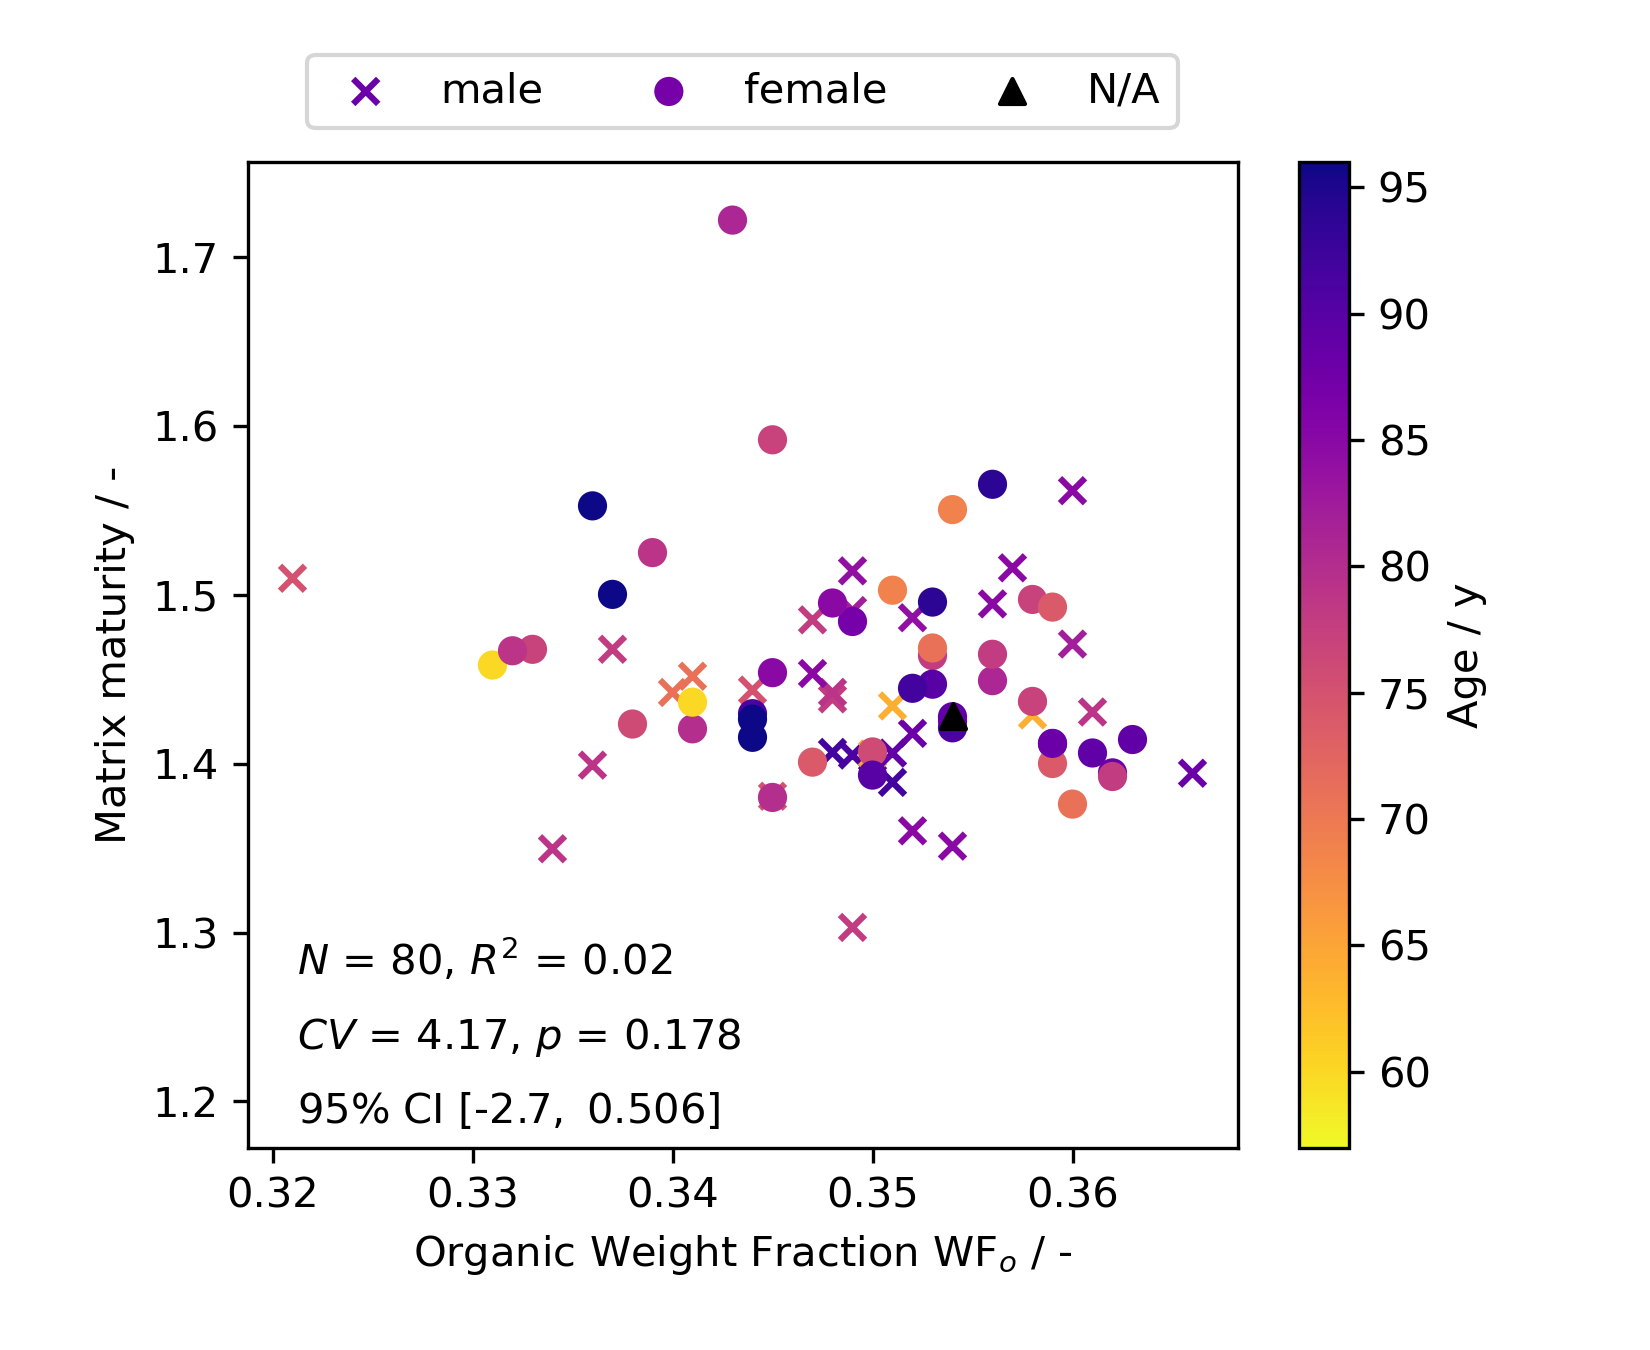 male female N/A
1.7
1.6
1.5
1.4
1.3
1.2
Matrix maturity / -
N = 80, R² = 0.02
CV = 4.17, p = 0.178
95% CI [-2.7, 0.506]
0.32 0.33 0.34 0.35 0.36
Organic Weight Fraction WFₒ / -
95
90
85
80
75
70
65
60
Age / y